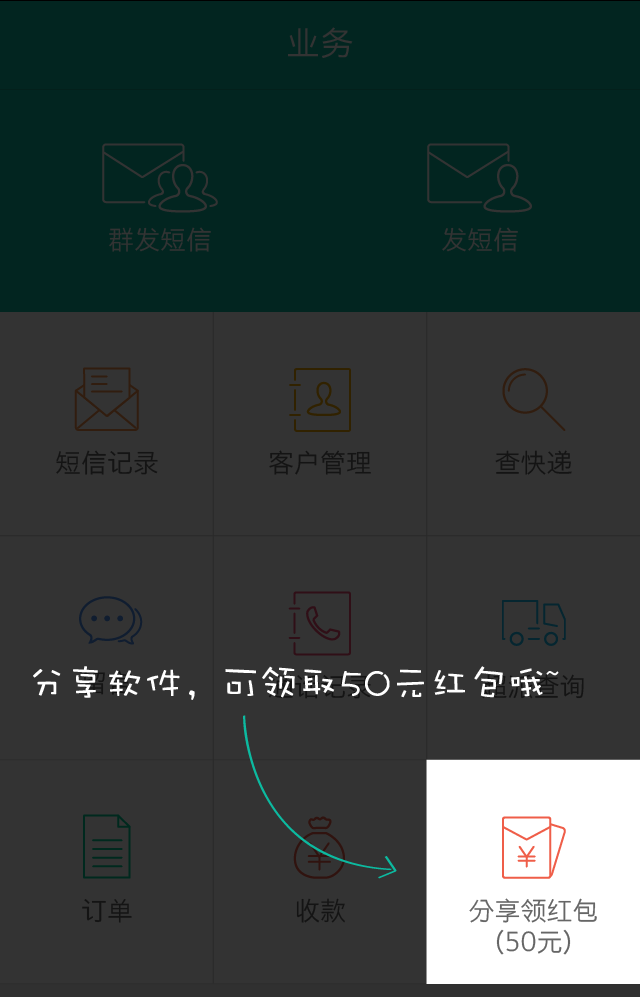 业务
群发短信
发短信
短信记录
客户管理
查快递
分享软件，可领取50元红包哦~
查询
订单
收款
分享领红包
(50元)